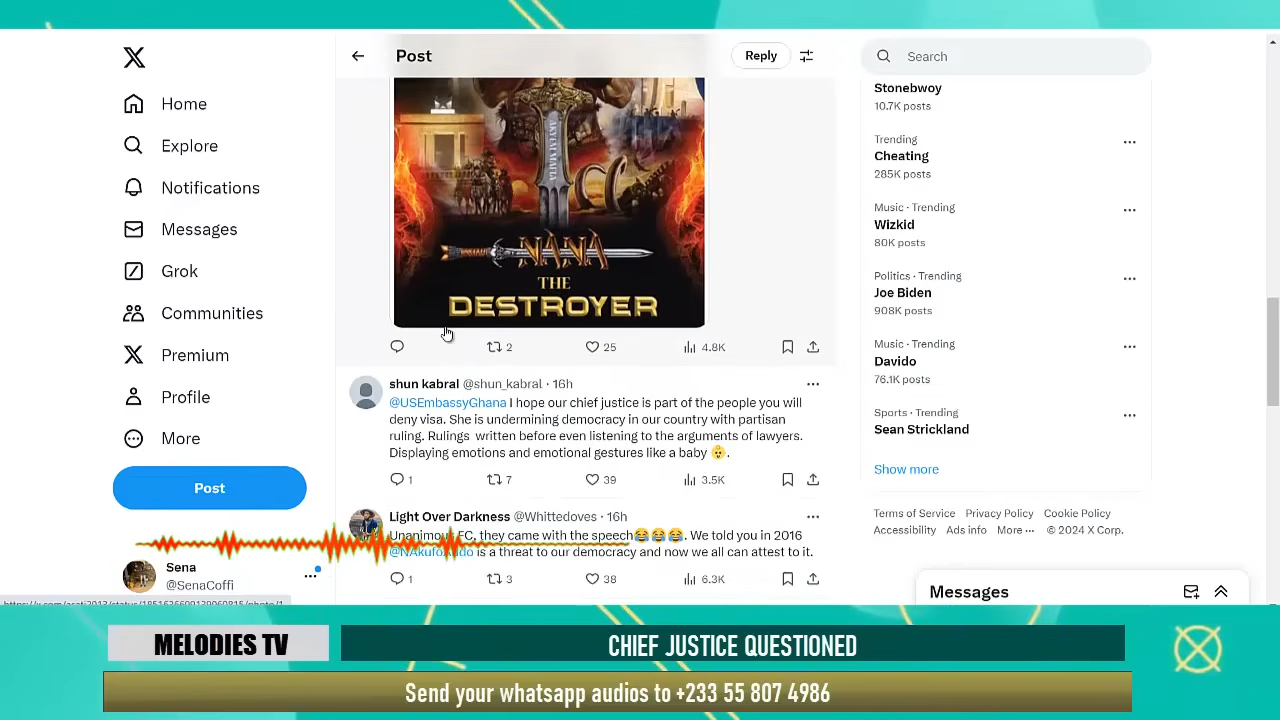 Post
Reply
Search
Home
Explore
Notifications
Messages
Grok
Communities
Premium
Profile
More
Post
Sena
@SenaCoffi
AKYEM MAFIA
NANA
THE
DESTROYER
2
25
4.8K
shun kabral @shun_kabral · 16h
@USEmbassyGhana I hope our chief justice is part of the people you will
deny visa. She is undermining democracy in our country with partisan
ruling. Rulings written before even listening to the arguments of lawyers.
Displaying emotions and emotional gestures like a baby 😶.
1
7
39
3.5K
Light Over Darkness @Whittedoves · 16h
Unanimous FC, they came with the speech😂😂😂. We told you in 2016
@NAkufoAddo is a threat to our democracy and now we all can attest to it.
1
3
38
6.3K
Stonebwoy
10.7K posts
Trending
Cheating
285K posts
Music · Trending
Wizkid
80K posts
Politics · Trending
Joe Biden
908K posts
Music · Trending
Davido
76.1K posts
Sports · Trending
Sean Strickland
Show more
Terms of Service Privacy Policy Cookie Policy
Accessibility Ads info More ··· © 2024 X Corp.
Messages
MELODIES TV
CHIEF JUSTICE QUESTIONED
Send your whatsapp audios to +233 55 807 4986